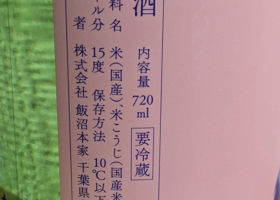 酒
内容量 720ml 要冷蔵
料名 米(国産)、米こうじ(国産米
ル分 15度 保存方法 10℃以下
者 株式会社 飯沼本家 千葉県